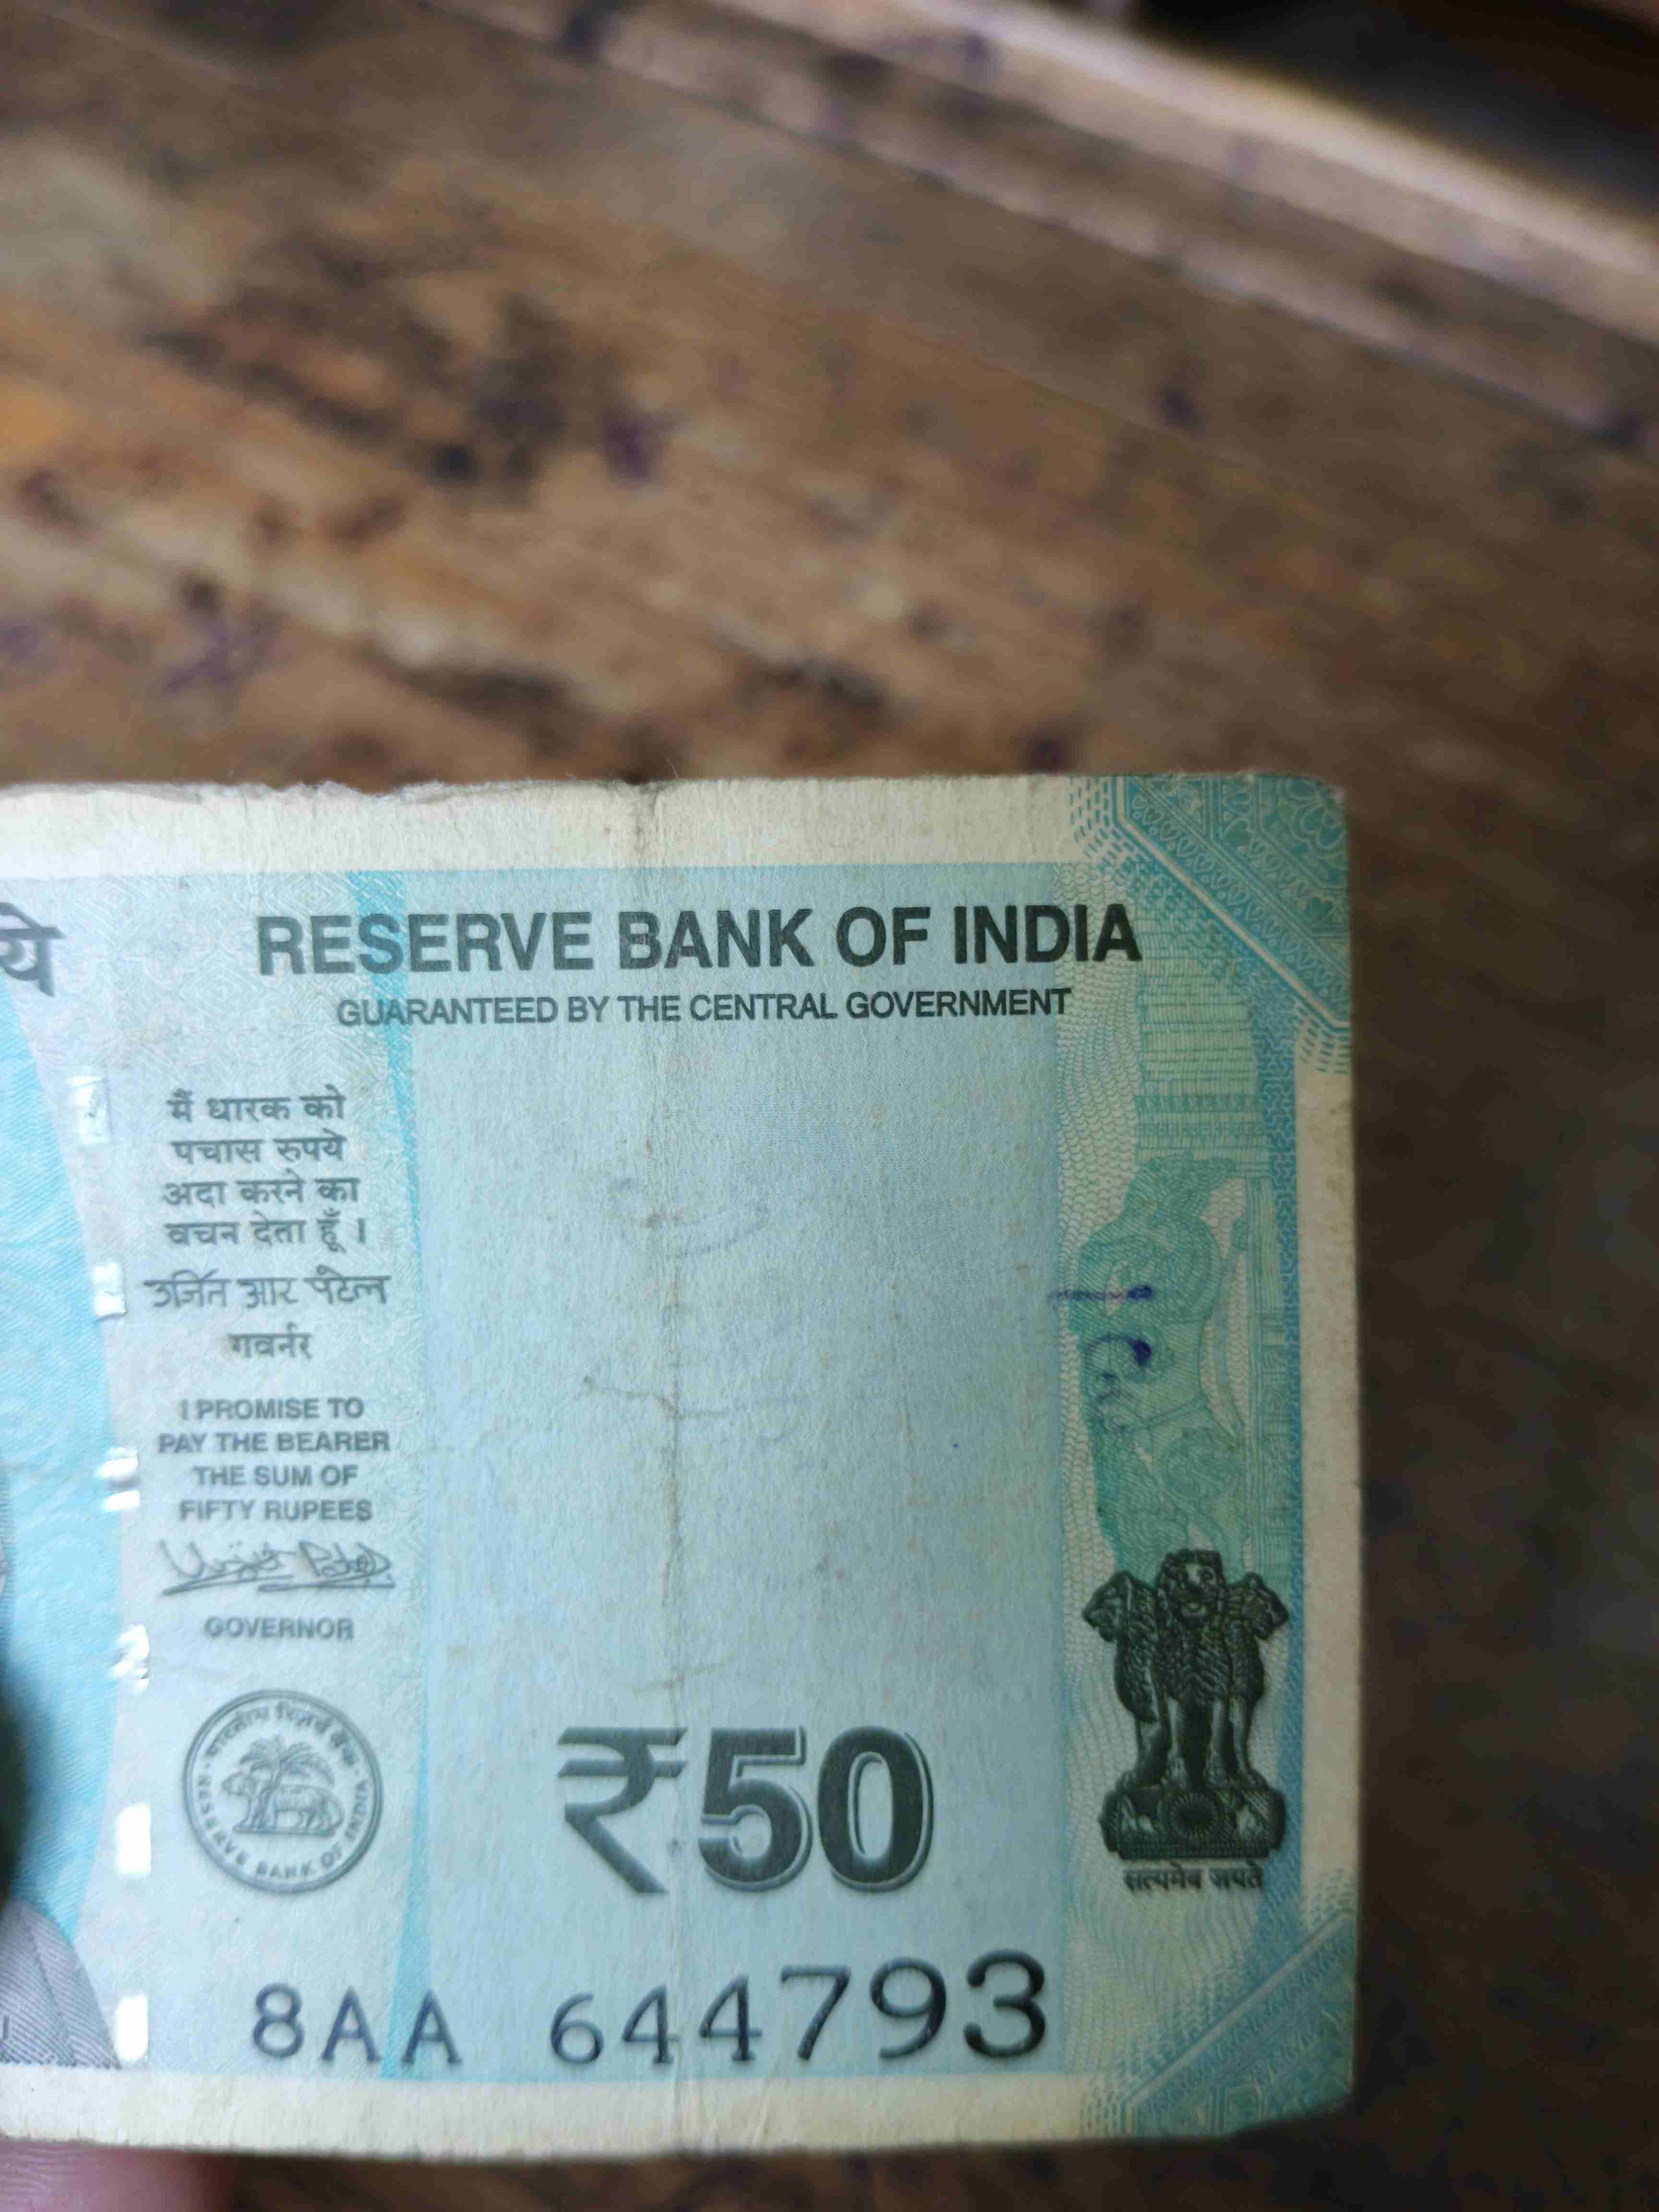 ये
RESERVE BANK OF INDIA
GUARANTEED BY THE CENTRAL GOVERNMENT
मैं धारक को
पचास रुपये
अदा करने का
वचन देता हूँ ।
उर्जित आर पटेल
गवर्नर
I PROMISE TO
PAY THE BEARER
THE SUM OF
FIFTY RUPEES
Urjit Patel
GOVERNOR
भारतीय रिज़र्व बैंक
RESERVE BANK OF INDIA
₹50
सत्यमेव जयते
8AA 644793